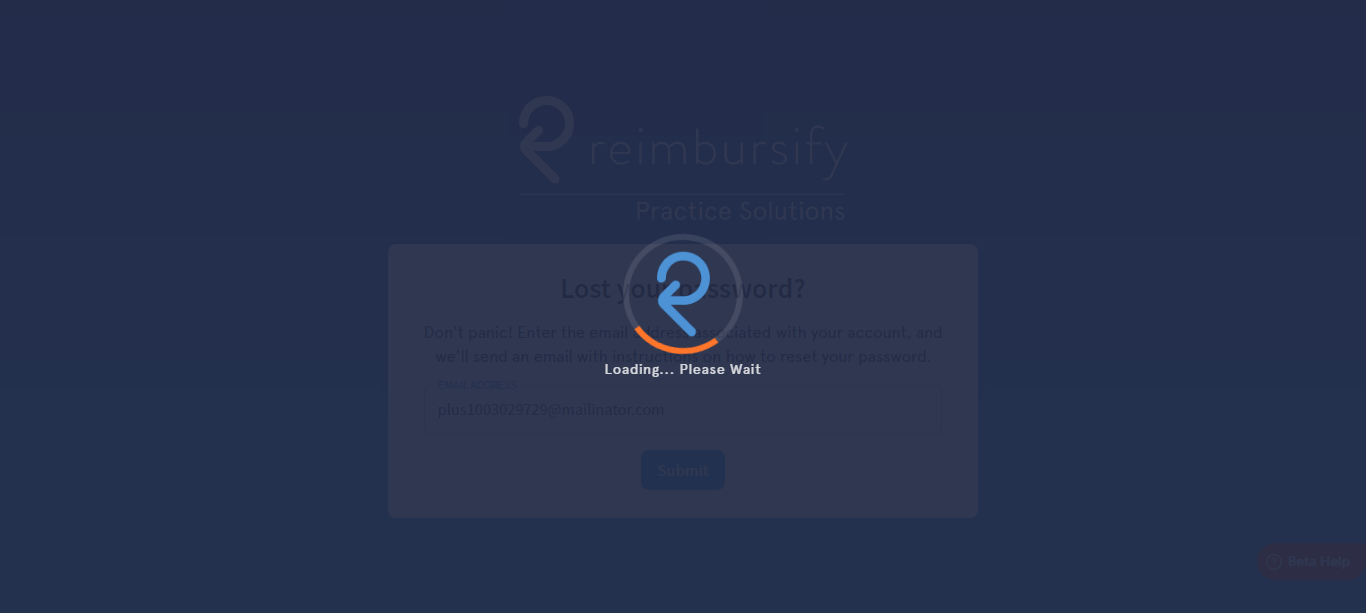 reimbursify
Practice Solutions
Lost your password?
Don't panic! Enter the email address associated with your account, and
we'll send an email with instructions on how to reset your password.
Loading... Please Wait
EMAIL ADDRESS
plus1003029729@mailinator.com
Submit
Beta Help